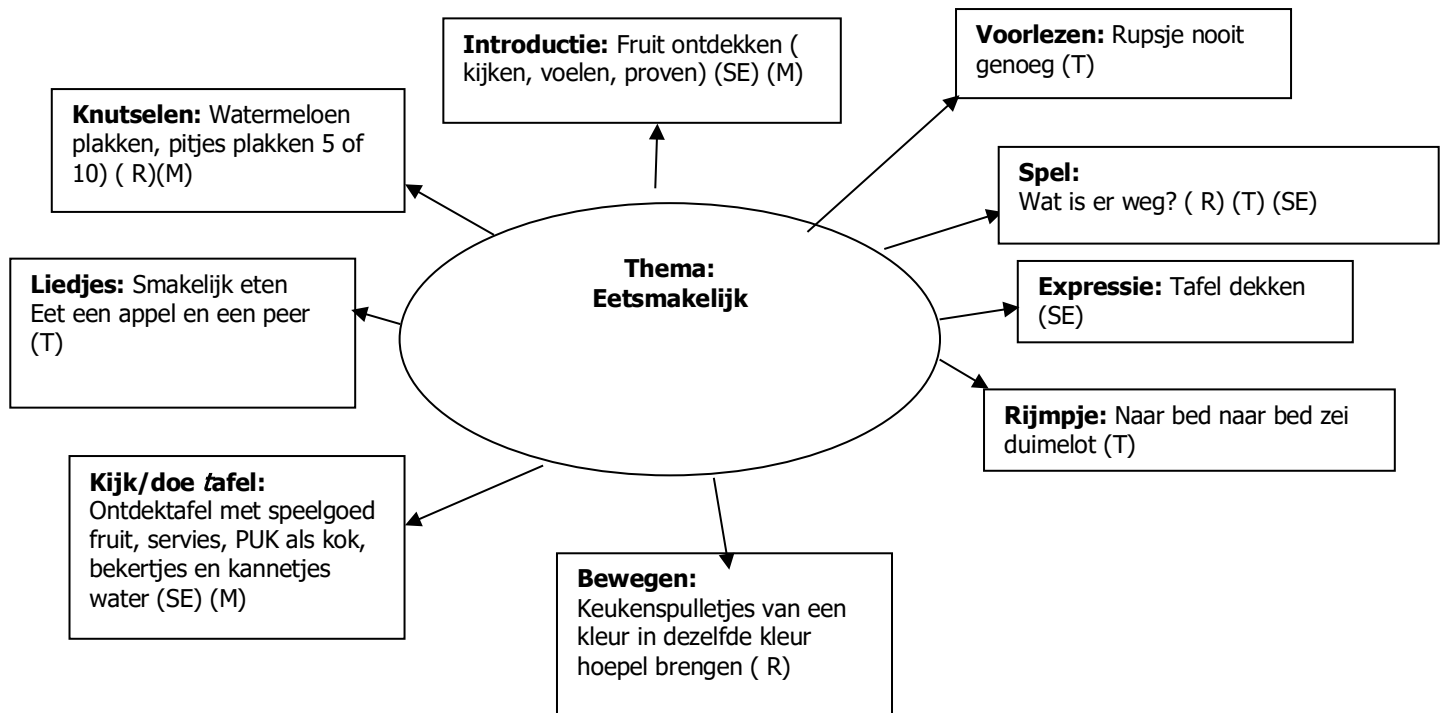 Introductie: Fruit ontdekken (
kijken, voelen, proven) (SE) (M)
Voorlezen: Rupsje nooit
genoeg (T)
Knutselen: Watermeloen
plakken, pitjes plakken 5 of
10) ( R)(M)
Spel:
Wat is er weg? ( R) (T) (SE)
Thema:
Eetsmakelijk
Liedjes: Smakelijk eten
Eet een appel en een peer
(T)
Expressie: Tafel dekken
(SE)
Rijmpje: Naar bed naar bed zei
duimelot (T)
Kijk/doe tafel:
Ontdektafel met speelgoed
fruit, servies, PUK als kok,
bekertjes en kannetjes
water (SE) (M)
Bewegen:
Keukenspulletjes van een
kleur in dezelfde kleur
hoepel brengen ( R)